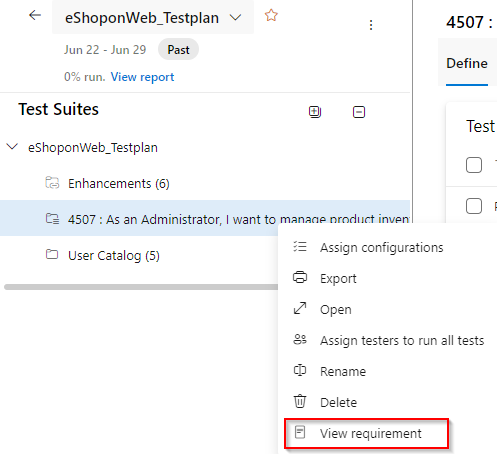 eShoponWeb_Testplan
Jun 22 - Jun 29 Past
0% run. View report
Test Suites
eShoponWeb_Testplan
Enhancements (6)
4507 : As an Administrator, I want to manage product inven
User Catalog (5)
4507 :
Define
Test
Assign configurations
Export
Open
Assign testers to run all tests
Rename
Delete
View requirement